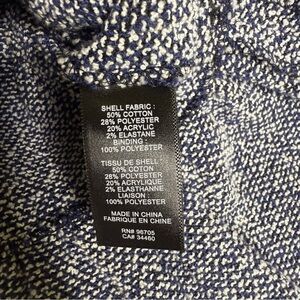 SHELL FABRIC :
50% COTTON
28% POLYESTER
20% ACRYLIC
2% ELASTANE
BINDING :
100% POLYESTER
TISSU DE SHELL :
50% COTON
28% POLYESTER
20% ACRYLIQUE
2% ELASTHANNE
LIAISON :
100% POLYESTER
MADE IN CHINA
FABRIQUE EN CHINE
RN# 96705
CA# 34460